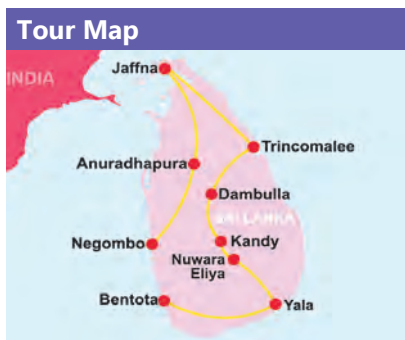 Tour Map
INDIA
Jaffna
Trincomalee
Anuradhapura
Dambulla
SRI LANKA
Negombo
Kandy
Nuwara
Eliya
Bentota
Yala